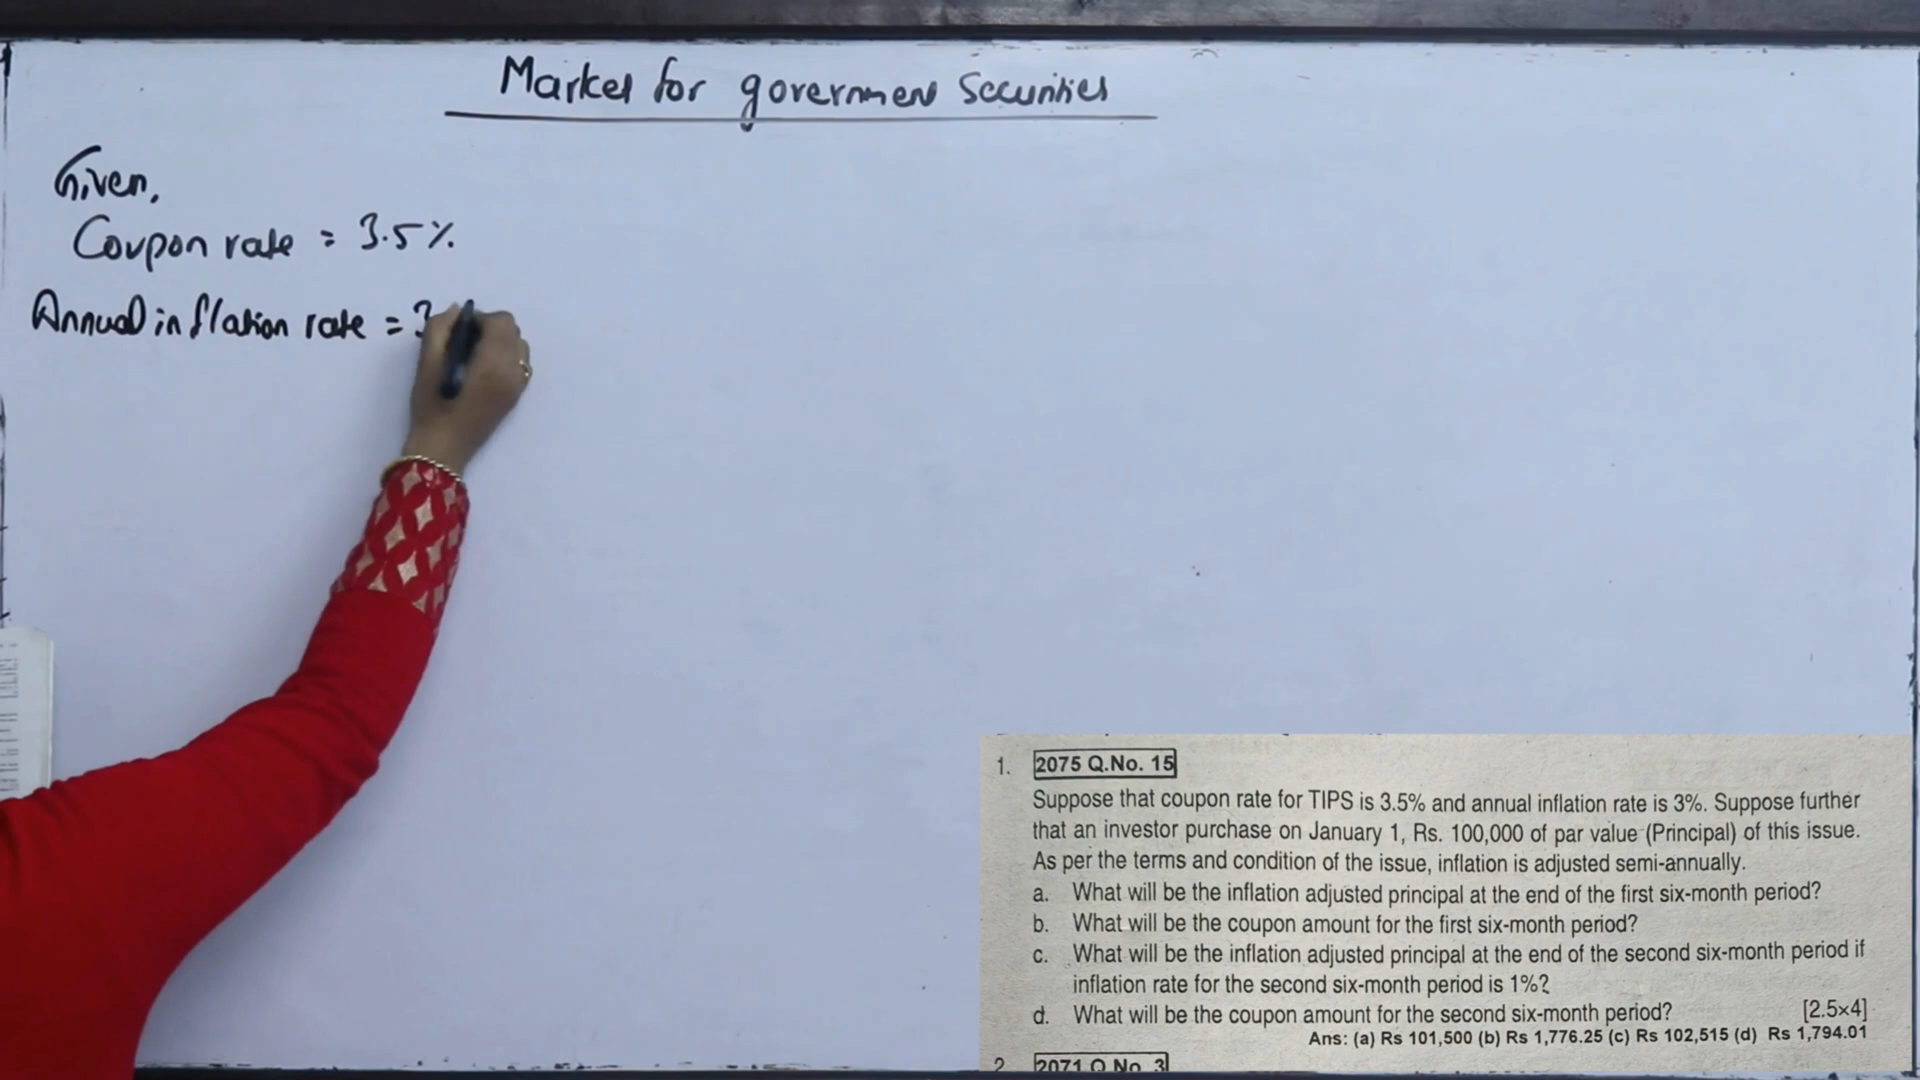 Market for government Securities
Given,
Coupon rate = 3.5%
Annual inflation rate = 3
1. 2075 Q.No. 15
Suppose that coupon rate for TIPS is 3.5% and annual inflation rate is 3%. Suppose further
that an investor purchase on January 1, Rs. 100,000 of par value (Principal) of this issue.
As per the terms and condition of the issue, inflation is adjusted semi-annually.
a. What will be the inflation adjusted principal at the end of the first six-month period?
b. What will be the coupon amount for the first six-month period?
c. What will be the inflation adjusted principal at the end of the second six-month period if
inflation rate for the second six-month period is 1%?
d. What will be the coupon amount for the second six-month period? [2.5×4]
Ans: (a) Rs 101,500 (b) Rs 1,776.25 (c) Rs 102,515 (d) Rs 1,794.01
2 2071 Q No. 3